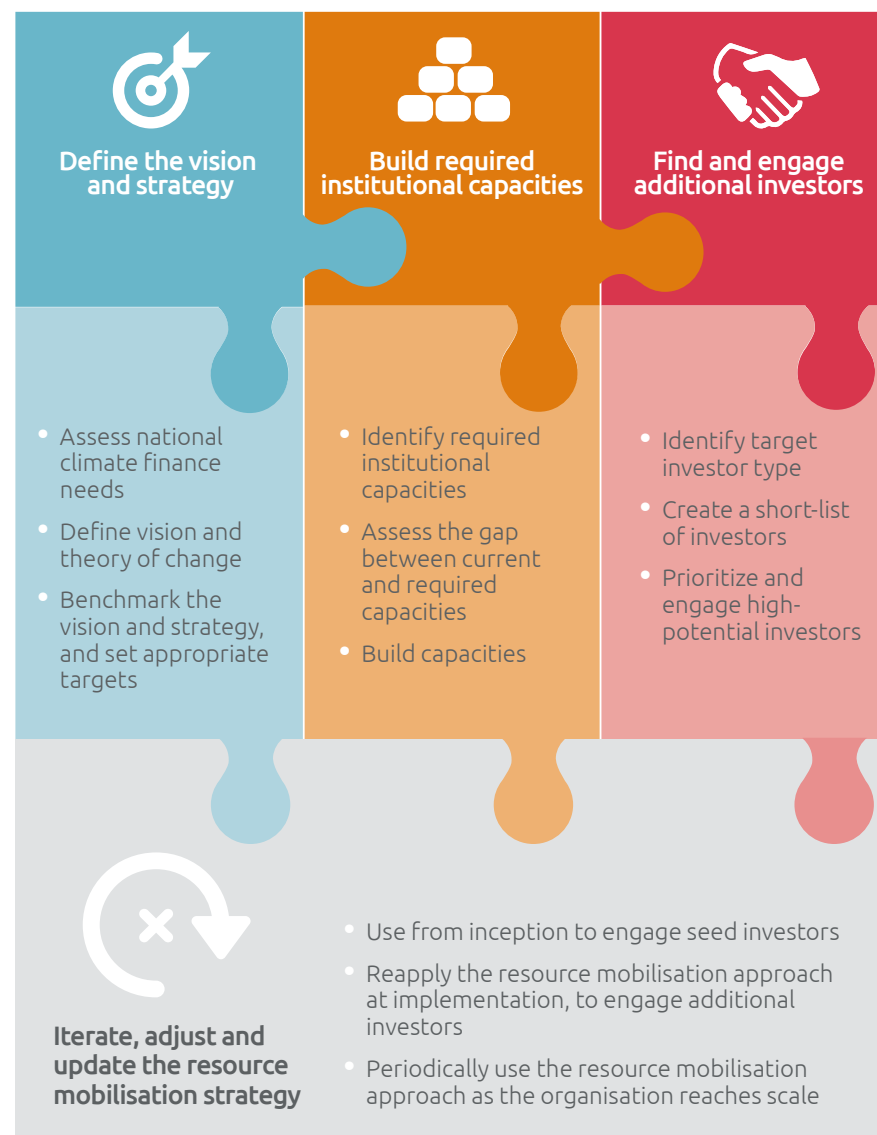 Define the vision
and strategy
Build required
institutional capacities
Find and engage
additional investors
• Assess national
climate finance
needs
• Define vision and
theory of change
• Benchmark the
vision and strategy,
and set appropriate
targets
• Identify required
institutional
capacities
• Assess the gap
between current
and required
capacities
• Build capacities
• Identify target
investor type
• Create a short-list
of investors
• Prioritize and
engage high-
potential investors
Iterate, adjust and
update the resource
mobilisation strategy
• Use from inception to engage seed investors
• Reapply the resource mobilisation approach
at implementation, to engage additional
investors
• Periodically use the resource mobilisation
approach as the organisation reaches scale